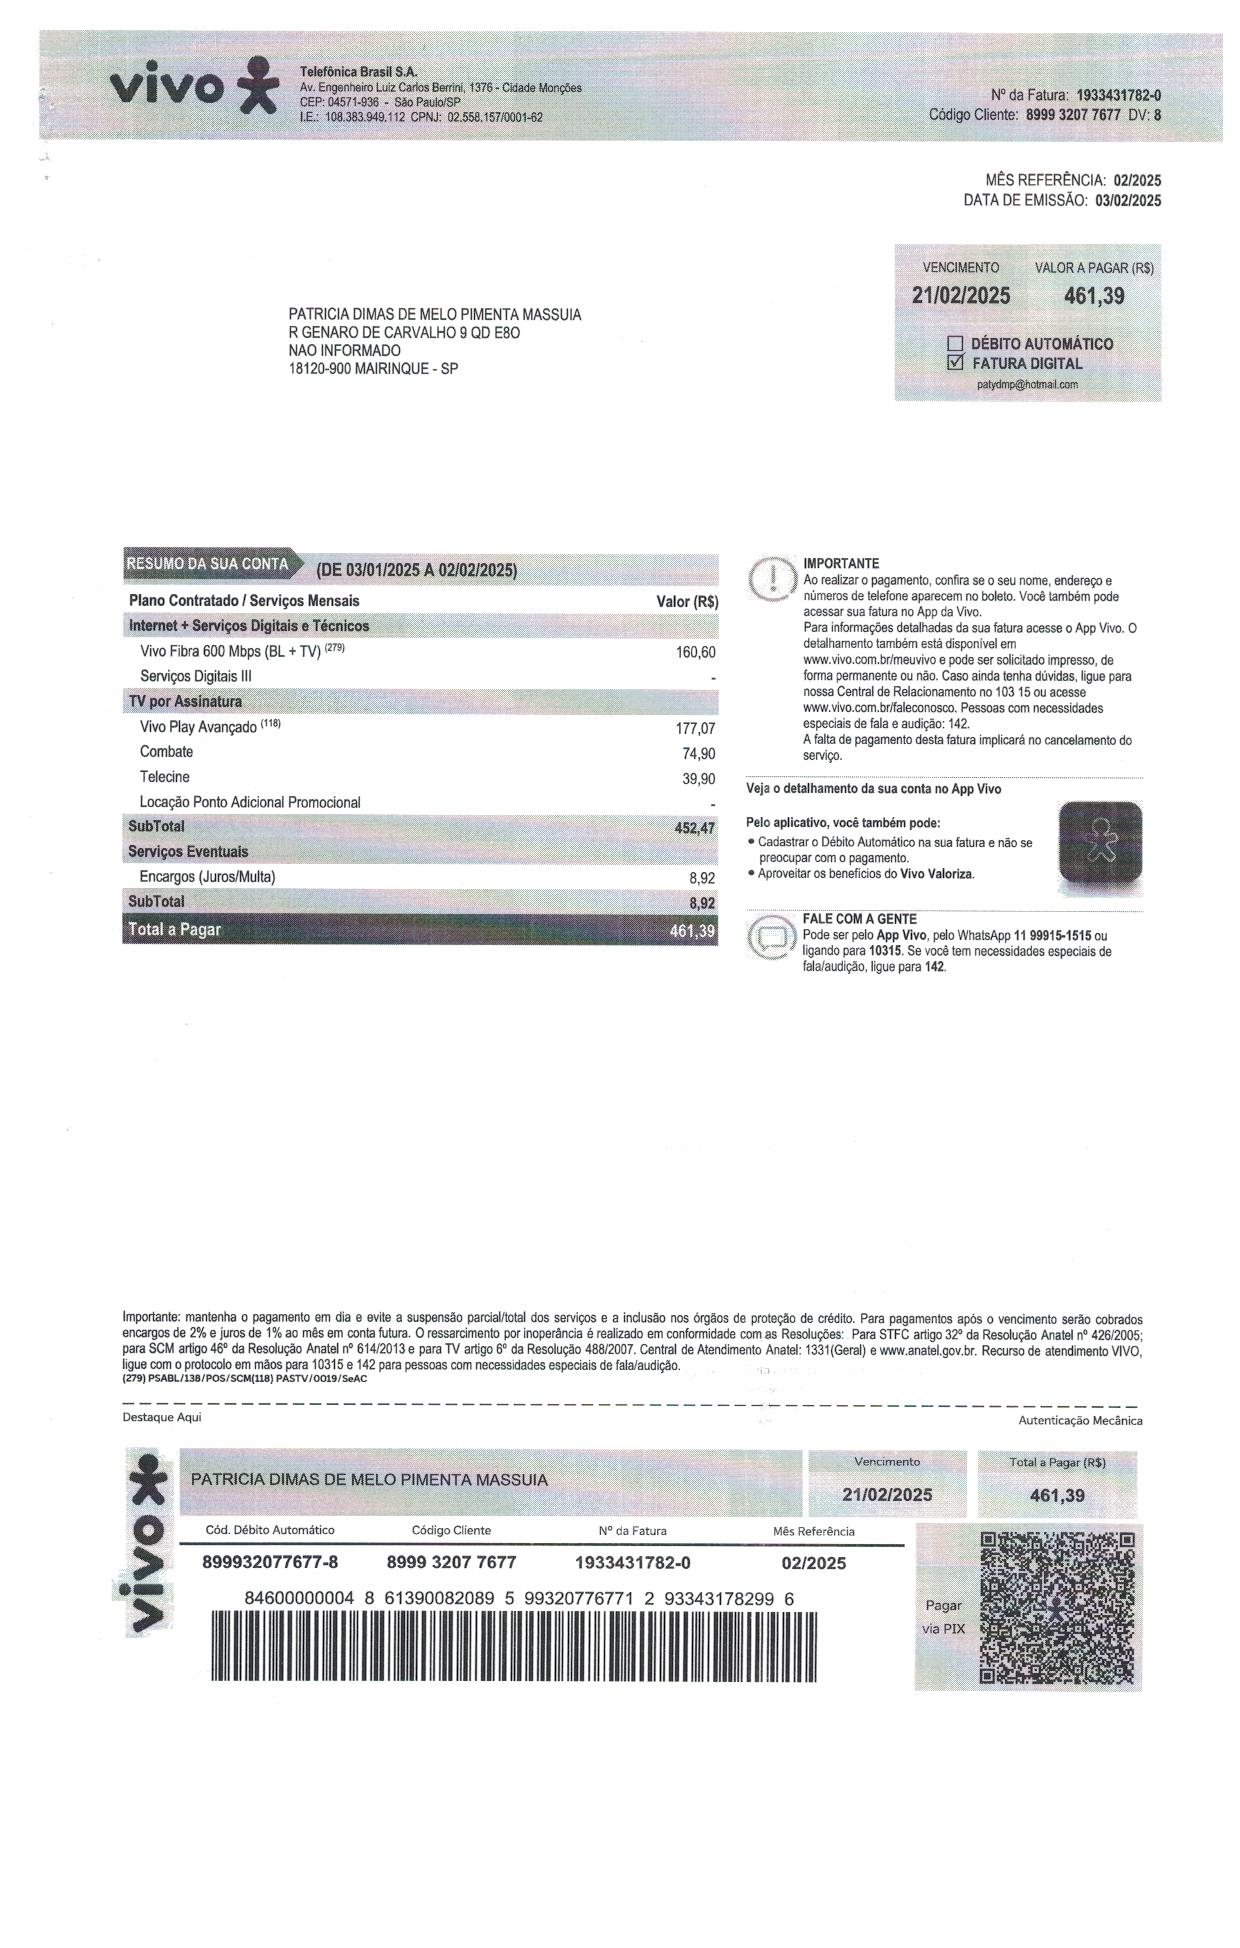 vivo
Telefônica Brasil S.A.
Av. Engenheiro Luiz Carlos Berrini, 1376 - Cidade Monções
CEP: 04571-936 - São Paulo/SP
I.E.: 108.383.949.112 CPNJ: 02.558.157/0001-62
Nº da Fatura: 1933431782-0
Código Cliente: 8999 3207 7677 DV: 8
MÊS REFERÊNCIA: 02/2025
DATA DE EMISSÃO: 03/02/2025
VENCIMENTO VALOR A PAGAR (R$)
21/02/2025 461,39
DÉBITO AUTOMÁTICO
FATURA DIGITAL
patydmp@hotmail.com
PATRICIA DIMAS DE MELO PIMENTA MASSUIA
R GENARO DE CARVALHO 9 QD E8O
NAO INFORMADO
18120-900 MAIRINQUE - SP
RESUMO DA SUA CONTA (DE 03/01/2025 A 02/02/2025)
Plano Contratado / Serviços Mensais Valor (R$)
Internet + Serviços Digitais e Técnicos
Vivo Fibra 600 Mbps (BL + TV) (279) 160,60
Serviços Digitais III -
TV por Assinatura
Vivo Play Avançado (118) 177,07
Combate 74,90
Telecine 39,90
Locação Ponto Adicional Promocional -
SubTotal 452,47
Serviços Eventuais
Encargos (Juros/Multa) 8,92
SubTotal 8,92
Total a Pagar 461,39
IMPORTANTE
Ao realizar o pagamento, confira se o seu nome, endereço e
números de telefone aparecem no boleto. Você também pode
acessar sua fatura no App da Vivo.
Para informações detalhadas da sua fatura acesse o App Vivo. O
detalhamento também está disponível em
www.vivo.com.br/meuvivo e pode ser solicitado impresso, de
forma permanente ou não. Caso ainda tenha dúvidas, ligue para
nossa Central de Relacionamento no 103 15 ou acesse
www.vivo.com.br/faleconosco. Pessoas com necessidades
especiais de fala e audição: 142.
A falta de pagamento desta fatura implicará no cancelamento do
serviço.
Veja o detalhamento da sua conta no App Vivo
Pelo aplicativo, você também pode:
• Cadastrar o Débito Automático na sua fatura e não se
preocupar com o pagamento.
• Aproveitar os benefícios do Vivo Valoriza.
FALE COM A GENTE
Pode ser pelo App Vivo, pelo WhatsApp 11 99915-1515 ou
ligando para 10315. Se você tem necessidades especiais de
fala/audição, ligue para 142.
Importante: mantenha o pagamento em dia e evite a suspensão parcial/total dos serviços e a inclusão nos órgãos de proteção de crédito. Para pagamentos após o vencimento serão cobrados
encargos de 2% e juros de 1% ao mês em conta futura. O ressarcimento por inoperância é realizado em conformidade com as Resoluções: Para STFC artigo 32º da Resolução Anatel nº 426/2005;
para SCM artigo 46º da Resolução Anatel nº 614/2013 e para TV artigo 6º da Resolução 488/2007. Central de Atendimento Anatel: 1331(Geral) e www.anatel.gov.br. Recurso de atendimento VIVO,
ligue com o protocolo em mãos para 10315 e 142 para pessoas com necessidades especiais de fala/audição.
(279) PSABL/138/POS/SCM(118) PASTV/0019/SeAC
Destaque Aqui Autenticação Mecânica
vivo
PATRICIA DIMAS DE MELO PIMENTA MASSUIA
Vencimento Total a Pagar (R$)
21/02/2025 461,39
Cód. Débito Automático Código Cliente Nº da Fatura Mês Referência
899932077677-8 8999 3207 7677 1933431782-0 02/2025
84600000004 8 61390082089 5 99320776771 2 93343178299 6
Pagar
via PIX